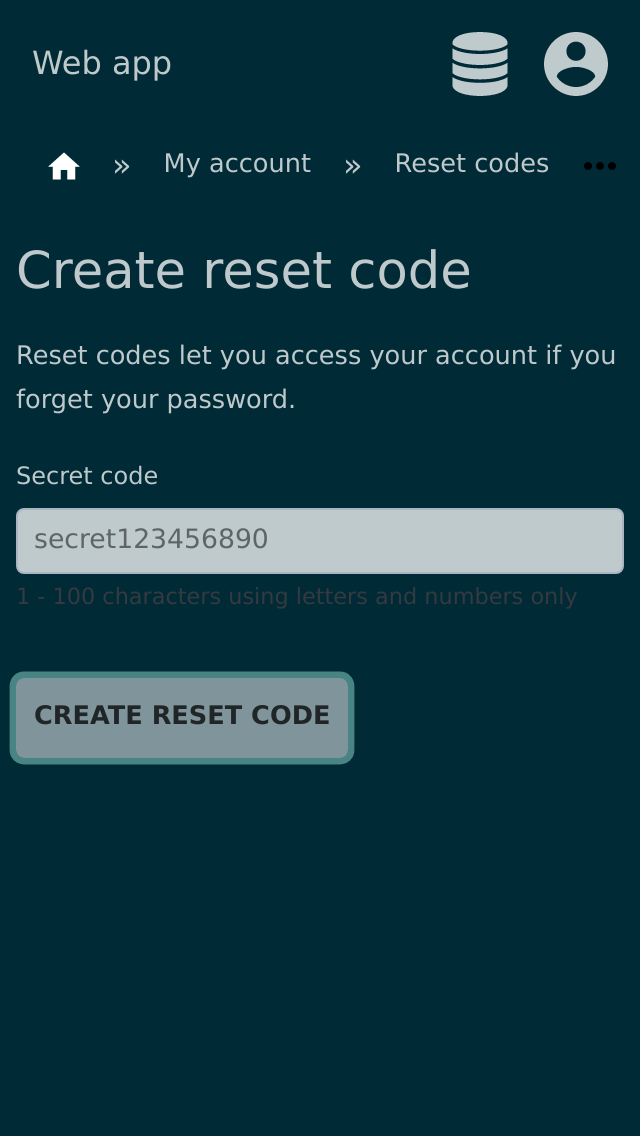 Web app
» My account » Reset codes •••
Create reset code
Reset codes let you access your account if you
forget your password.
Secret code
secret123456890
1 - 100 characters using letters and numbers only
CREATE RESET CODE